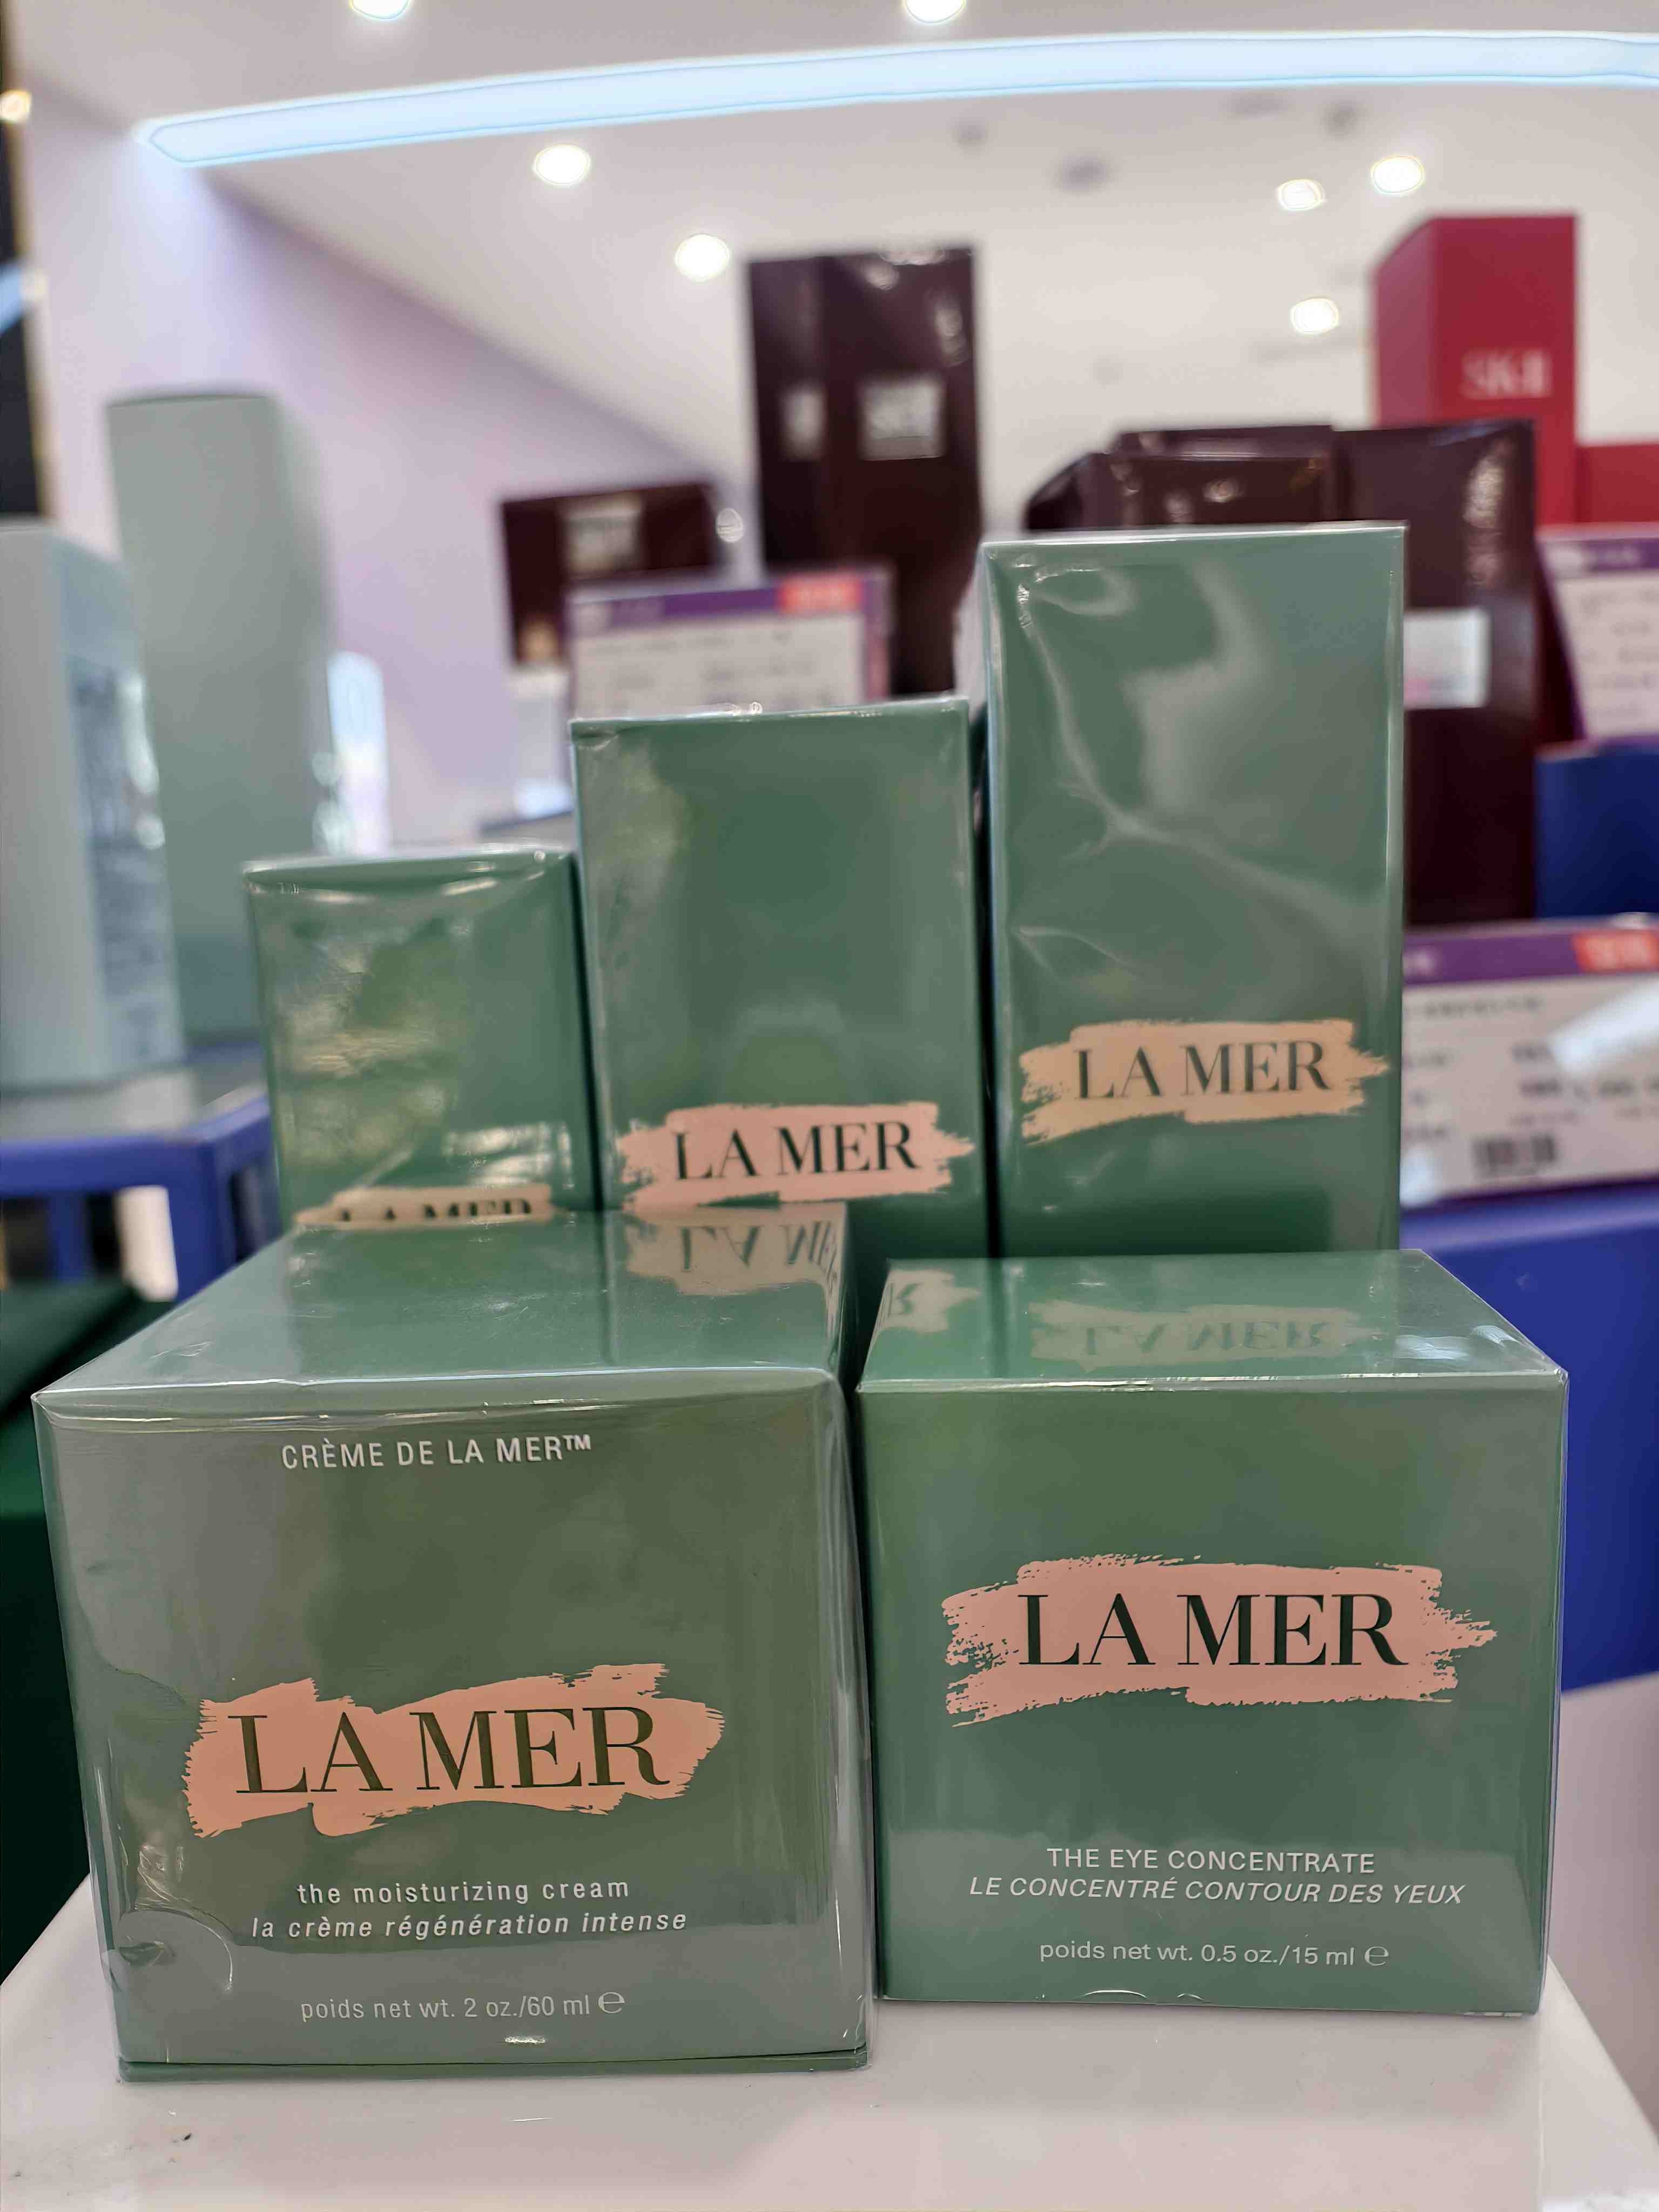 SK-II
LA MER
LA MER
LA MER
CRÈME DE LA MER™
LA MER
the moisturizing cream
la crème régénération intense
poids net wt. 2 oz./60 ml ℮
LA MER
THE EYE CONCENTRATE
LE CONCENTRÉ CONTOUR DES YEUX
poids net wt. 0.5 oz./15 ml ℮